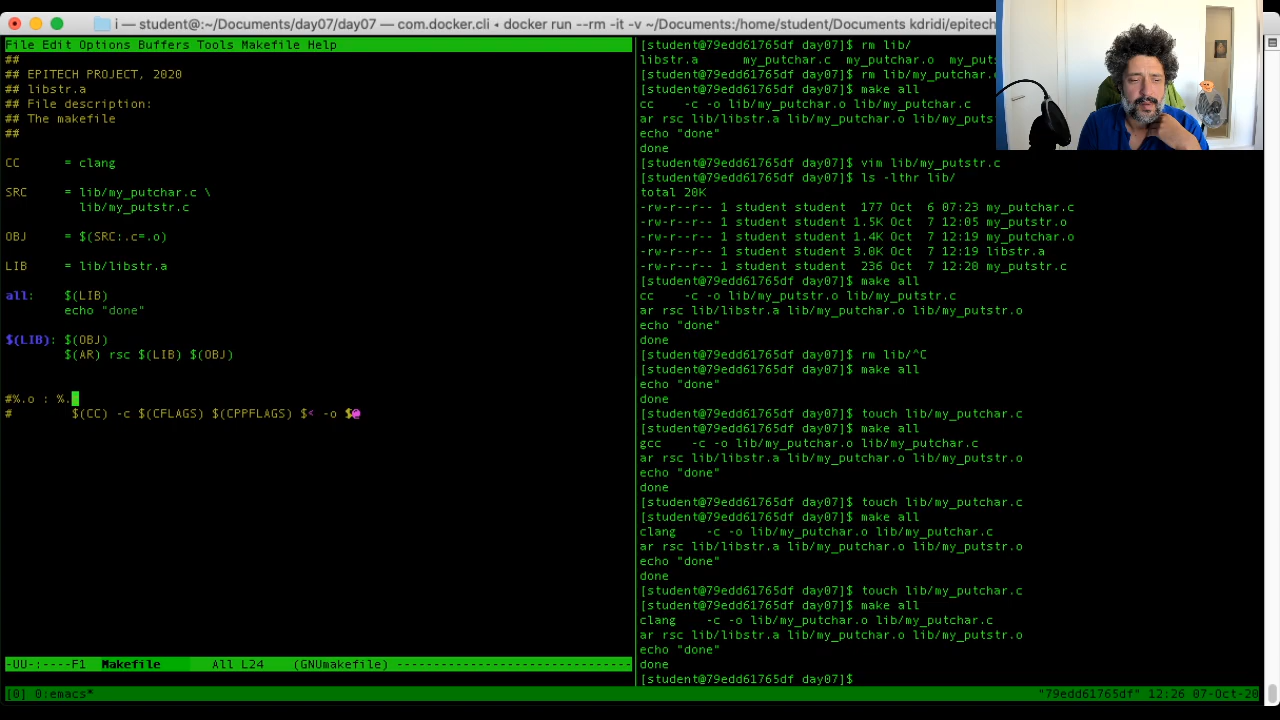 i — student@:~/Documents/day07/day07 — com.docker.cli ◂ docker run --rm -it -v ~/Documents:/home/student/Documents kdridi/epitech
File Edit Options Buffers Tools Makefile Help
##
## EPITECH PROJECT, 2020
## libstr.a
## File description:
## The makefile
##
CC      = clang
SRC     = lib/my_putchar.c \
          lib/my_putstr.c
OBJ     = $(SRC:.c=.o)
LIB     = lib/libstr.a
all:    $(LIB)
        echo "done"
$(LIB): $(OBJ)
        $(AR) rsc $(LIB) $(OBJ)
#%.o : %.
#        $(CC) -c $(CFLAGS) $(CPPFLAGS) $< -o $@
-UU-:----F1  Makefile     All L24    (GNUmakefile) --------------------------------
[student@79edd61765df day07]$ rm lib/
libstr.a      my_putchar.c  my_putchar.o  my_puts
[student@79edd61765df day07]$ rm lib/my_putchar.
[student@79edd61765df day07]$ make all
cc    -c -o lib/my_putchar.o lib/my_putchar.c
ar rsc lib/libstr.a lib/my_putchar.o lib/my_putst
echo "done"
done
[student@79edd61765df day07]$ vim lib/my_putstr.c
[student@79edd61765df day07]$ ls -lthr lib/
total 20K
-rw-r--r-- 1 student student  177 Oct  6 07:23 my_putchar.c
-rw-r--r-- 1 student student 1.5K Oct  7 12:05 my_putstr.o
-rw-r--r-- 1 student student 1.4K Oct  7 12:19 my_putchar.o
-rw-r--r-- 1 student student 3.0K Oct  7 12:19 libstr.a
-rw-r--r-- 1 student student  236 Oct  7 12:20 my_putstr.c
[student@79edd61765df day07]$ make all
cc    -c -o lib/my_putstr.o lib/my_putstr.c
ar rsc lib/libstr.a lib/my_putchar.o lib/my_putstr.o
echo "done"
done
[student@79edd61765df day07]$ rm lib/^C
[student@79edd61765df day07]$ make all
echo "done"
done
[student@79edd61765df day07]$ touch lib/my_putchar.c
[student@79edd61765df day07]$ make all
gcc    -c -o lib/my_putchar.o lib/my_putchar.c
ar rsc lib/libstr.a lib/my_putchar.o lib/my_putstr.o
echo "done"
done
[student@79edd61765df day07]$ touch lib/my_putchar.c
[student@79edd61765df day07]$ make all
clang    -c -o lib/my_putchar.o lib/my_putchar.c
ar rsc lib/libstr.a lib/my_putchar.o lib/my_putstr.o
echo "done"
done
[student@79edd61765df day07]$ touch lib/my_putchar.c
[student@79edd61765df day07]$ make all
clang    -c -o lib/my_putchar.o lib/my_putchar.c
ar rsc lib/libstr.a lib/my_putchar.o lib/my_putstr.o
echo "done"
done
[student@79edd61765df day07]$
[0] 0:emacs*
"79edd61765df" 12:26 07-Oct-20